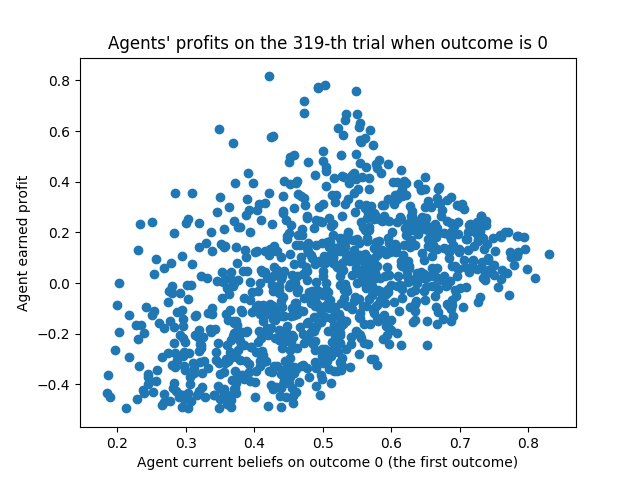 Agents' profits on the 319-th trial when outcome is 0
0.8
0.6
0.4
0.2
0.0
−0.2
−0.4
Agent earned profit
0.2 0.3 0.4 0.5 0.6 0.7 0.8
Agent current beliefs on outcome 0 (the first outcome)